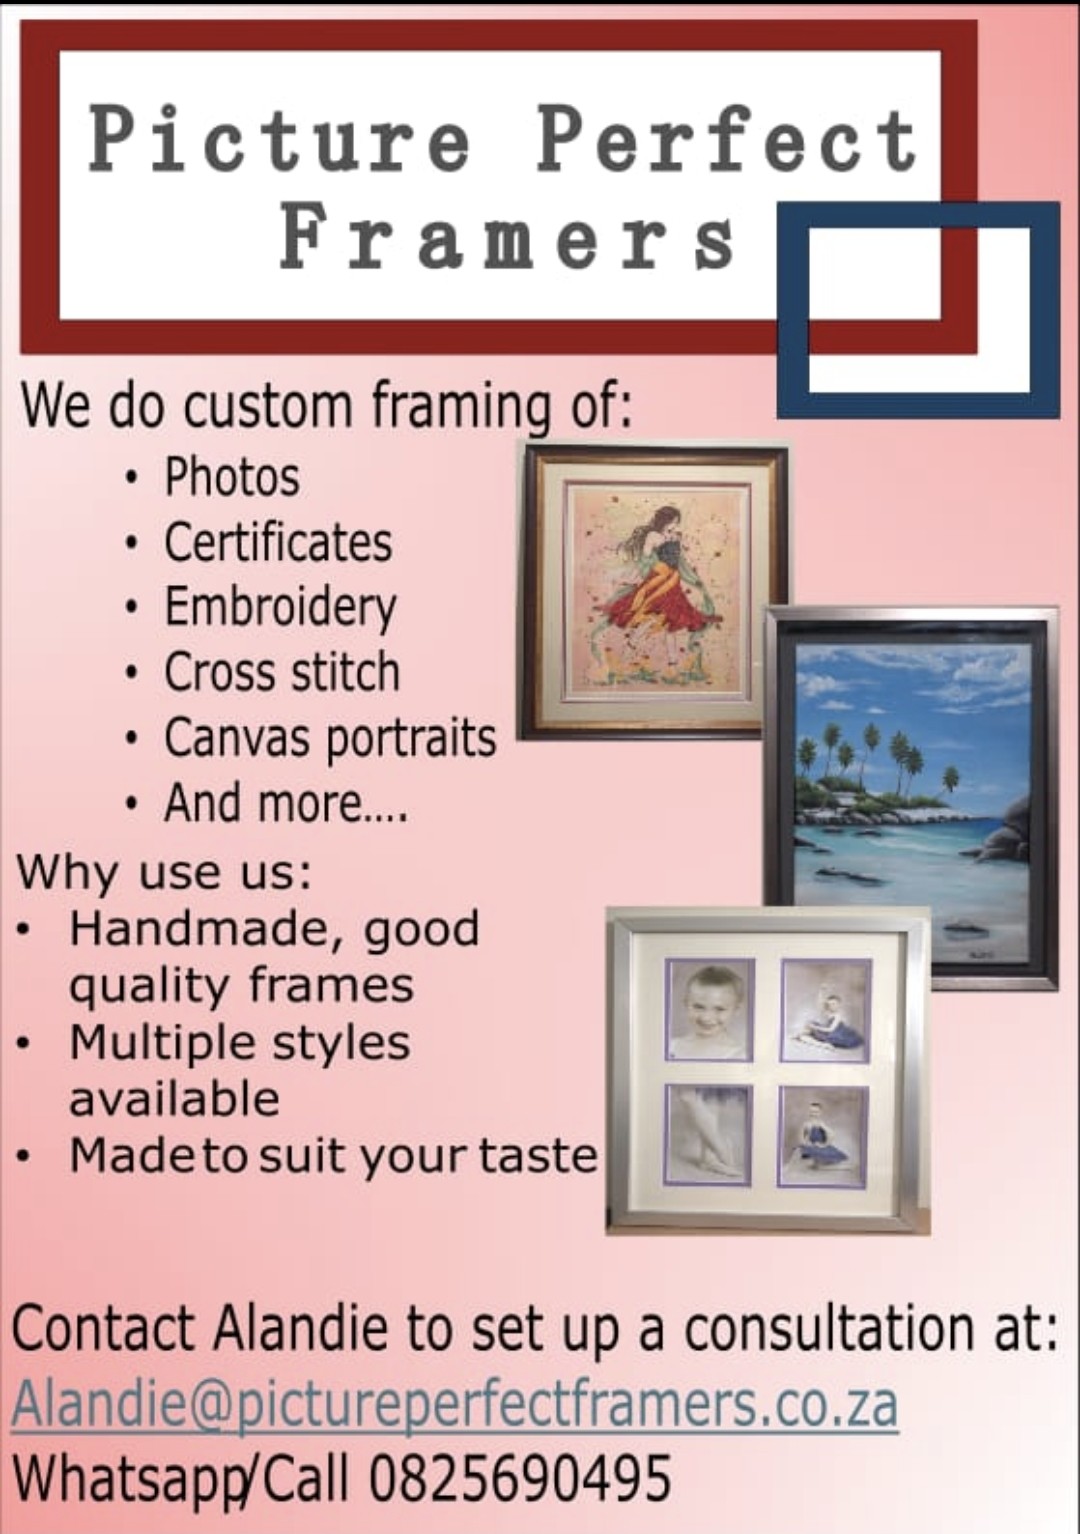 Picture Perfect
Framers
We do custom framing of:
• Photos
• Certificates
• Embroidery
• Cross stitch
• Canvas portraits
• And more....
Why use us:
• Handmade, good
quality frames
• Multiple styles
available
• Made to suit your taste
Contact Alandie to set up a consultation at:
Alandie@pictureperfectframers.co.za
Whatsapp/Call 0825690495